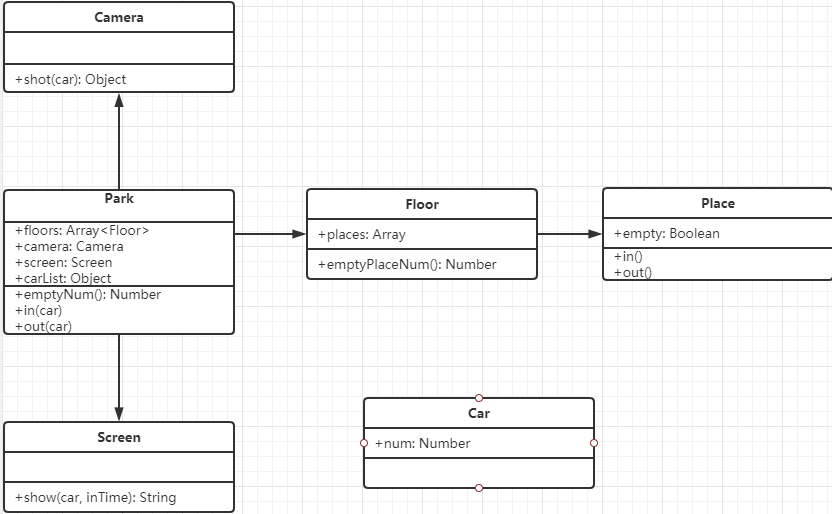 Camera
+shot(car): Object
Park
+floors: Array<Floor>
+camera: Camera
+screen: Screen
+carList: Object
+emptyNum(): Number
+in(car)
+out(car)
Floor
+places: Array
+emptyPlaceNum(): Number
Place
+empty: Boolean
+in()
+out()
Screen
+show(car, inTime): String
Car
+num: Number